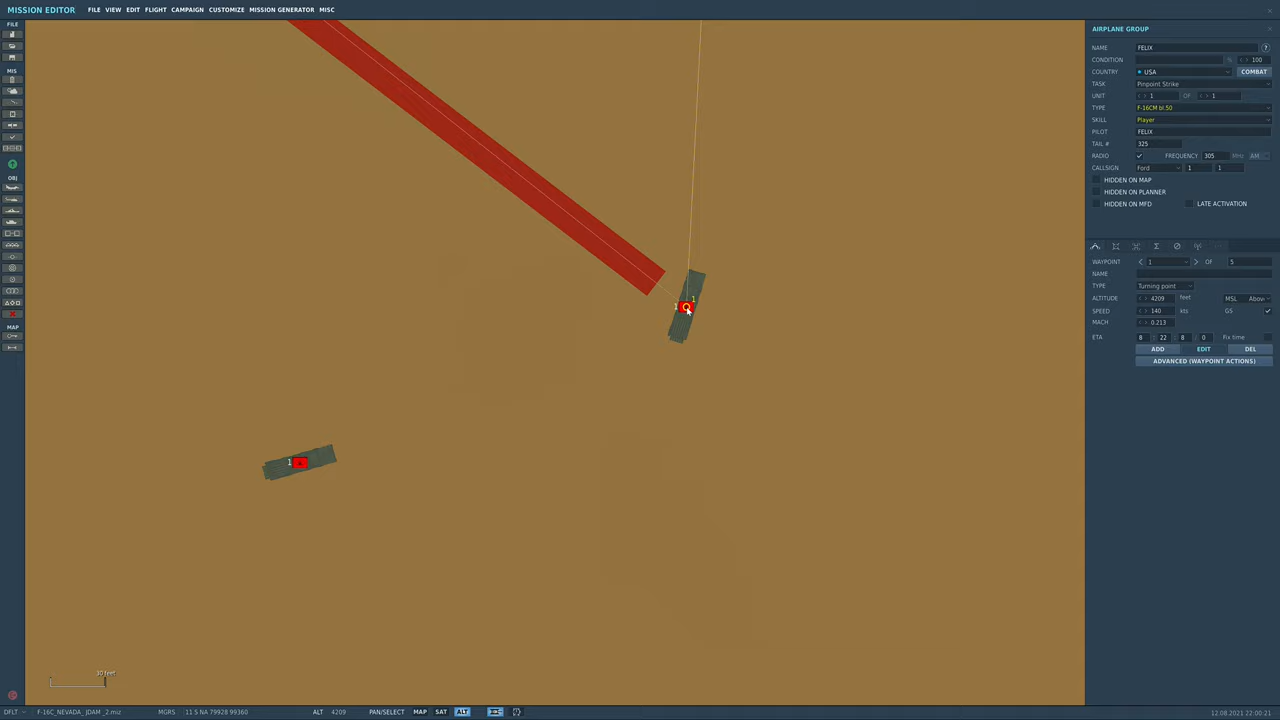 MISSION EDITOR FILE VIEW EDIT FLIGHT CAMPAIGN CUSTOMIZE MISSION GENERATOR MISC
FILE
MIS
OBJ
MAP
1
1
1
30 feet
AIRPLANE GROUP
NAME FELIX ?
CONDITION % < > 100
COUNTRY USA COMBAT
TASK Pinpoint Strike
UNIT < > 1 OF < > 1
TYPE F-16CM bl.50
SKILL Player
PILOT FELIX
TAIL # 325
RADIO FREQUENCY 305 MHz AM
CALLSIGN Ford 1 1
HIDDEN ON MAP
HIDDEN ON PLANNER
HIDDEN ON MFD LATE ACTIVATION
WAYPOINT < 1 > OF 5
NAME
TYPE Turning point
ALTITUDE < > 4209 feet MSL Above
SPEED < > 140 kts GS
MACH < > 0.213
ETA 8 : 22 : 8 : 0 Fix time
ADD EDIT DEL
ADVANCED (WAYPOINT ACTIONS)
DFLT F-16C_NEVADA_JDAM_2.miz MGRS 11 S NA 79928 99360 ALT 4209 PAN/SELECT MAP SAT ALT 12.08.2021 22:00:21